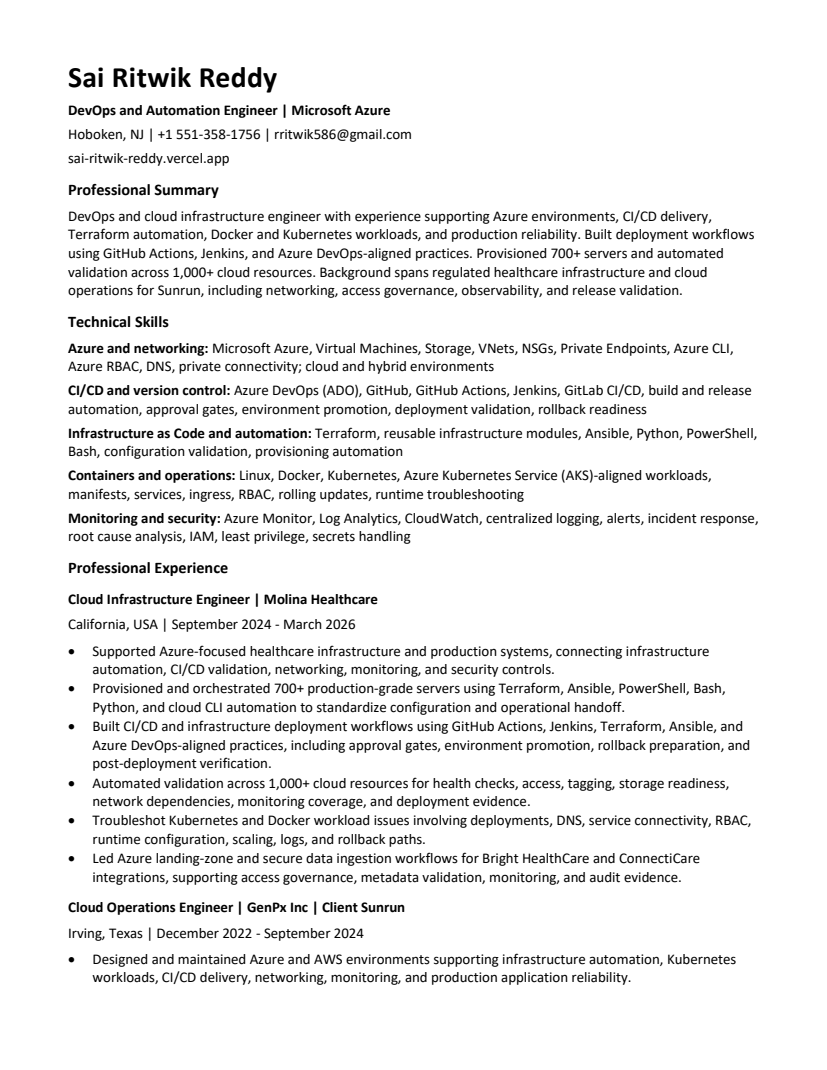 Sai Ritwik Reddy
DevOps and Automation Engineer | Microsoft Azure
Hoboken, NJ | +1 551-358-1756 | rritwik586@gmail.com
sai-ritwik-reddy.vercel.app
Professional Summary
DevOps and cloud infrastructure engineer with experience supporting Azure environments, CI/CD delivery,
Terraform automation, Docker and Kubernetes workloads, and production reliability. Built deployment workflows
using GitHub Actions, Jenkins, and Azure DevOps-aligned practices. Provisioned 700+ servers and automated
validation across 1,000+ cloud resources. Background spans regulated healthcare infrastructure and cloud
operations for Sunrun, including networking, access governance, observability, and release validation.
Technical Skills
Azure and networking: Microsoft Azure, Virtual Machines, Storage, VNets, NSGs, Private Endpoints, Azure CLI,
Azure RBAC, DNS, private connectivity; cloud and hybrid environments
CI/CD and version control: Azure DevOps (ADO), GitHub, GitHub Actions, Jenkins, GitLab CI/CD, build and release
automation, approval gates, environment promotion, deployment validation, rollback readiness
Infrastructure as Code and automation: Terraform, reusable infrastructure modules, Ansible, Python, PowerShell,
Bash, configuration validation, provisioning automation
Containers and operations: Linux, Docker, Kubernetes, Azure Kubernetes Service (AKS)-aligned workloads,
manifests, services, ingress, RBAC, rolling updates, runtime troubleshooting
Monitoring and security: Azure Monitor, Log Analytics, CloudWatch, centralized logging, alerts, incident response,
root cause analysis, IAM, least privilege, secrets handling
Professional Experience
Cloud Infrastructure Engineer | Molina Healthcare
California, USA | September 2024 - March 2026
• Supported Azure-focused healthcare infrastructure and production systems, connecting infrastructure
automation, CI/CD validation, networking, monitoring, and security controls.
• Provisioned and orchestrated 700+ production-grade servers using Terraform, Ansible, PowerShell, Bash,
Python, and cloud CLI automation to standardize configuration and operational handoff.
• Built CI/CD and infrastructure deployment workflows using GitHub Actions, Jenkins, Terraform, Ansible, and
Azure DevOps-aligned practices, including approval gates, environment promotion, rollback preparation, and
post-deployment verification.
• Automated validation across 1,000+ cloud resources for health checks, access, tagging, storage readiness,
network dependencies, monitoring coverage, and deployment evidence.
• Troubleshot Kubernetes and Docker workload issues involving deployments, DNS, service connectivity, RBAC,
runtime configuration, scaling, logs, and rollback paths.
• Led Azure landing-zone and secure data ingestion workflows for Bright HealthCare and ConnectiCare
integrations, supporting access governance, metadata validation, monitoring, and audit evidence.
Cloud Operations Engineer | GenPx Inc | Client Sunrun
Irving, Texas | December 2022 - September 2024
• Designed and maintained Azure and AWS environments supporting infrastructure automation, Kubernetes
workloads, CI/CD delivery, networking, monitoring, and production application reliability.